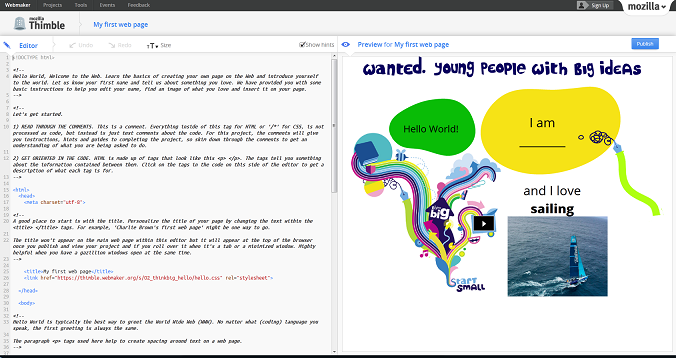 Webmaker Projects Tools Events Feedback Sign Up mozilla
mozilla
Thimble My first web page
Editor Undo Redo Size Show hints Preview for My first web page Publish
<!DOCTYPE html>
<!--
Hello World, Welcome to the Web. Learn the basics of creating your own page on the Web and introduce yourself
to the world. Let us know your first name and tell us about something you love. We have provided you with some
basic instructions to help you edit your name, find an image of what you love and insert it on your page.
-->
<!--
Let's get started.
1) READ THROUGH THE COMMENTS. This is a comment. Everything inside of this tag for HTML or '/*' for CSS, is not
processed as code, but instead is just text comments about the code. For this project, the comments will give
you instructions, hints and guides to completing the project, so skim down through the comments to get an
understanding of what you are being asked to do.
2) GET ORIENTED IN THE CODE. HTML is made up of tags that look like this <p> </p>. The tags tell you something
about the information contained between them. Click on the tags in the code on this side of the editor to get a
description of what each tag is for.
-->
<html>
<head>
<meta charset="utf-8">
<!--
A good place to start is with the title. Personalize the title of your page by changing the text within the
<title> </title> tags. For example, 'Charlie Brown's first web page' might be one way to go.
The title won't appear on the main web page within this editor but it will appear at the top of the browser
once you publish and view your project and if you roll over it when it's a tab or a minimized window. Highly
helpful when you have a gazillion windows open at the same time.
-->
<title>My first web page</title>
<link href="https://thimble.webmaker.org/s/O2_thinkbig_hello/hello.css" rel="stylesheet">
</head>
<body>
<!--
Hello World is typically the best way to greet the World Wide Web (WWW). No matter what (coding) language you
speak, the first greeting is always the same.
The paragraph <p> tags used here help to create spacing around text on a web page.
-->
wanted. young people with big ideas
Hello World!
I am
and I love
sailing
big
start
small